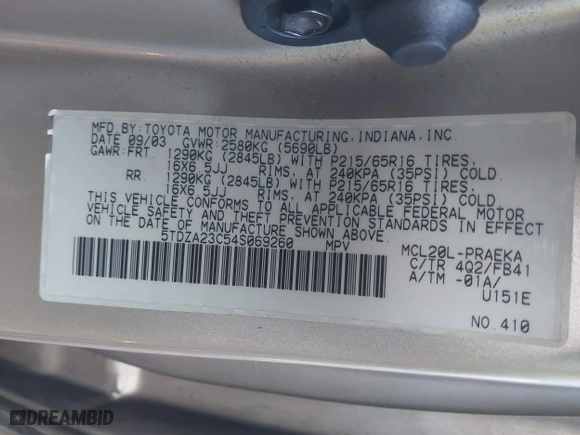 MFD.BY:TOYOTA MOTOR MANUFACTURING,INDIANA,INC.
DATE 09/03 GVWR:2580KG (5690LB)
GAWR:FRT. 1290KG (2845LB) P215/65R16 TIRES,
16X6.5JJ RIMS, AT 240KPA (35PSI) COLD.
RR. 1290KG (2845LB) P215/65R16 TIRES,
16X6.5JJ RIMS, AT 240KPA (35PSI) COLD.
THIS VEHICLE CONFORMS TO ALL APPLICABLE FEDERAL MOTOR
VEHICLE SAFETY AND THEFT PREVENTION STANDARDS IN EFFECT
ON THE DATE OF MANUFACTURE SHOWN ABOVE.
5TDZA23C54S069260 MPV
MCL20L-PRAEKA
C/TR 4Q2/FB41
A/TM -01A/
U151E
NO.410
DREAMBID